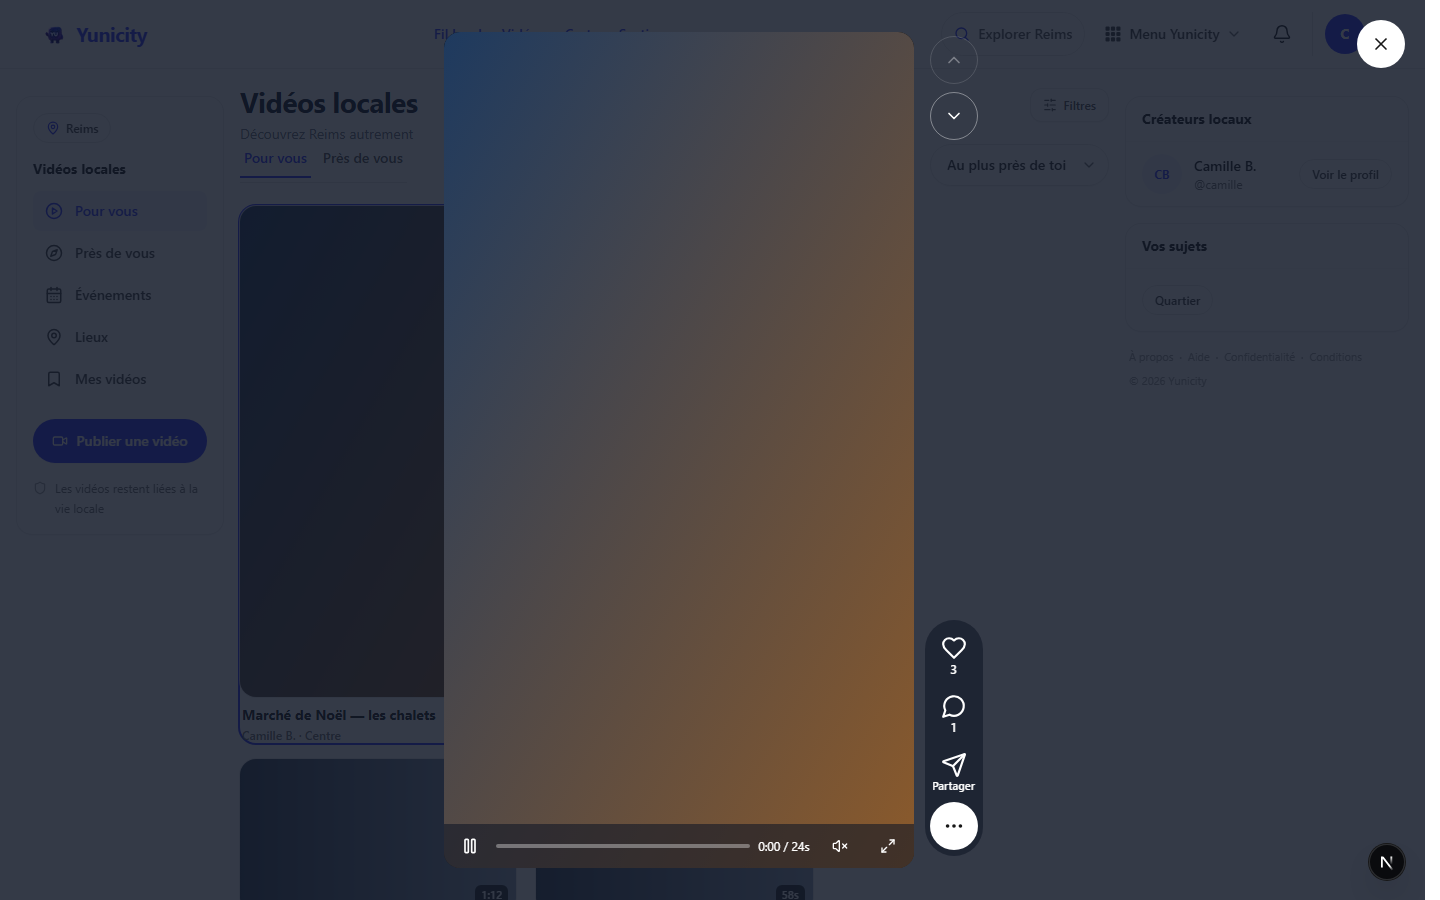 Yunicity
Explorer Reims
Menu Yunicity
C
Reims
Vidéos locales
Pour vous
Près de vous
Événements
Lieux
Mes vidéos
Publier une vidéo
Les vidéos restent liées à la
vie locale
Vidéos locales
Découvrez Reims autrement
Pour vous
Près de vous
Filtres
Au plus près de toi
Marché de Noël — les chalets
Camille B. · Centre
1:12
58s
0:00 / 24s
3
1
Partager
Créateurs locaux
CB
Camille B.
@camille
Voir le profil
Vos sujets
Quartier
À propos · Aide · Confidentialité · Conditions
© 2026 Yunicity
N